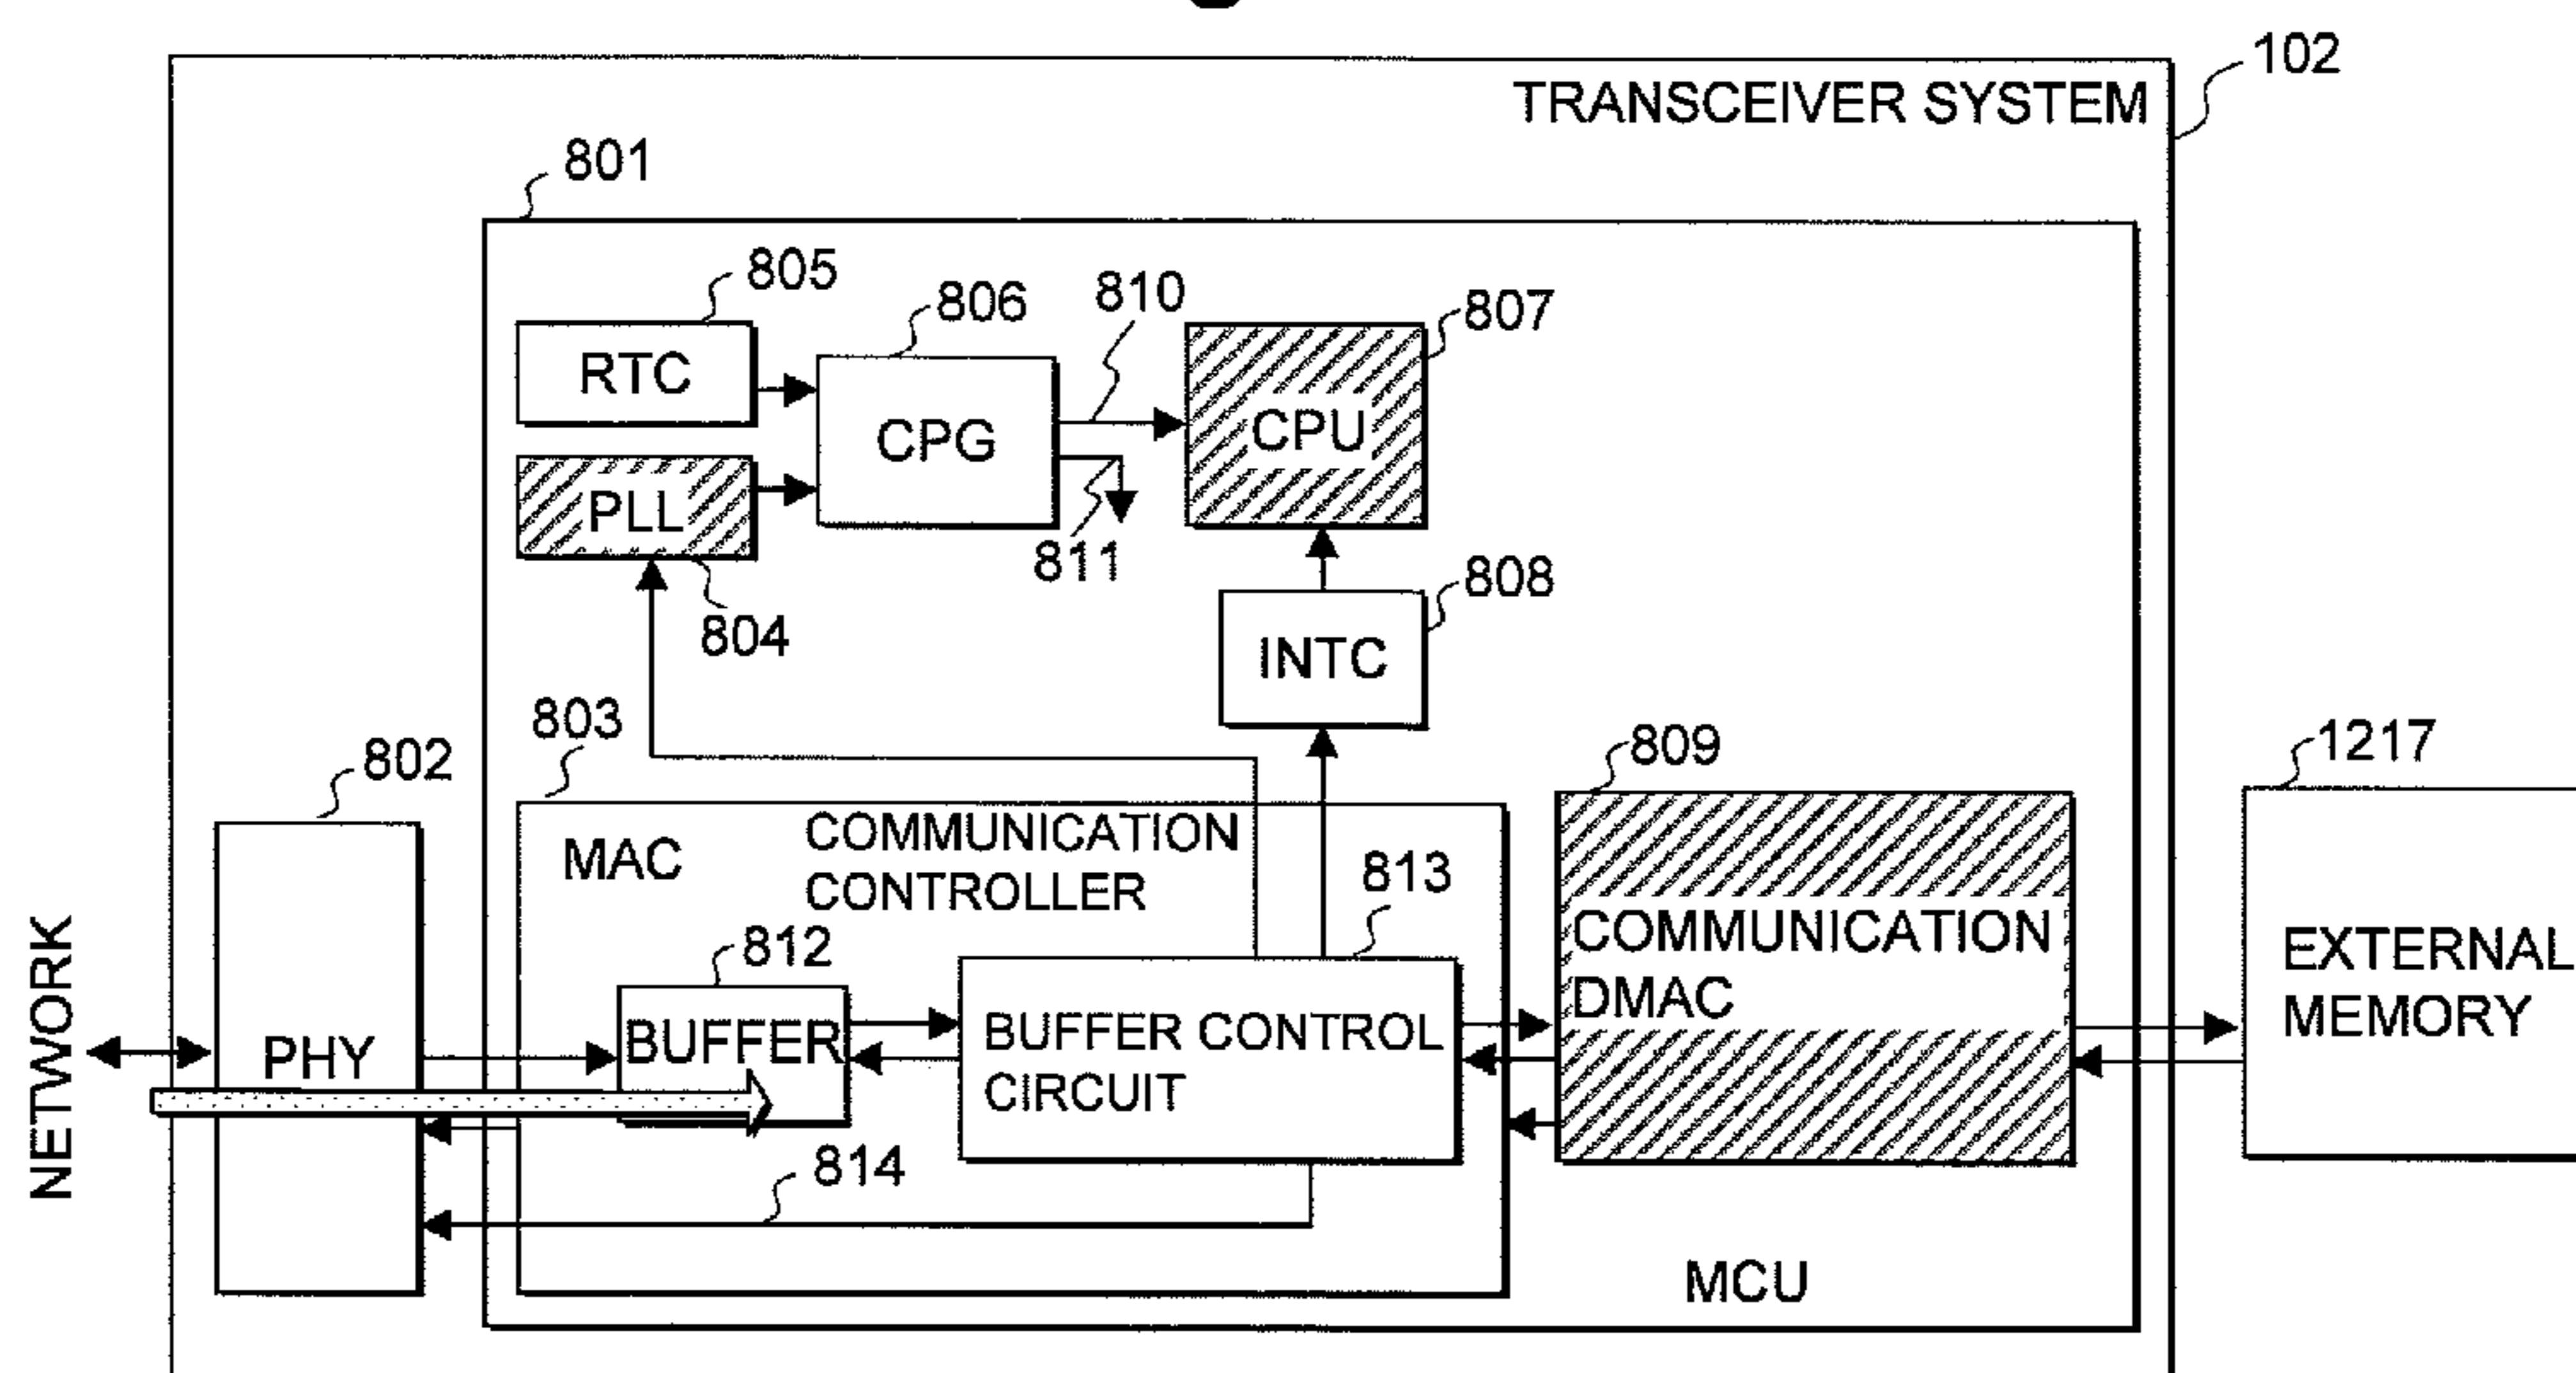 102
TRANSCEIVER SYSTEM
801
805
806
810
807
RTC
CPG
CPU
PLL
811
804
808
INTC
803
802
809
1217
MAC
COMMUNICATION
CONTROLLER
813
812
NETWORK
PHY
BUFFER
BUFFER CONTROL
CIRCUIT
COMMUNICATION
DMAC
EXTERNAL
MEMORY
814
MCU